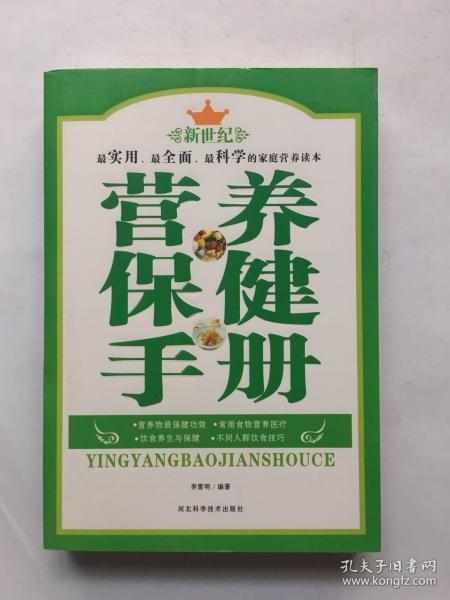 新世纪
最实用、最全面、最科学的家庭营养读本
营养
保健
手册
•营养物质保健功效 •常用食物营养医疗
•饮食养生与保健 •不同人群饮食技巧
YINGYANGBAOJIANSHOUCE
李雷明/编著
河北科学技术出版社
孔夫子旧书网
www.kongfz.com